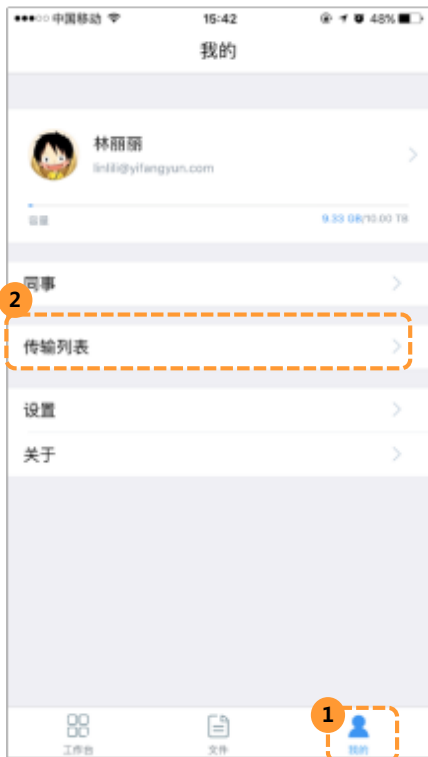 中国移动 15:42 48%
我的
林丽丽
linlili@yifangyun.com
容量 9.33 GB/10.00 TB
同事
2
传输列表
设置
关于
1
工作台 文件 我的